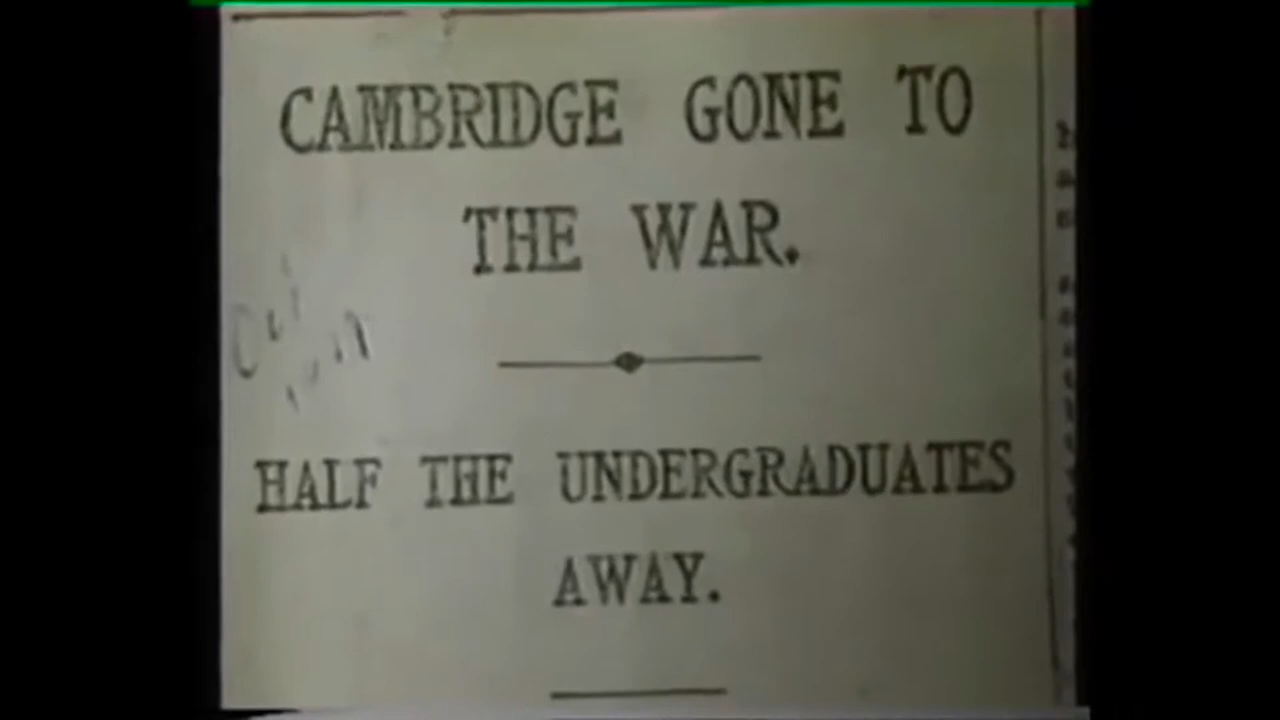 CAMBRIDGE GONE TO
THE WAR.
HALF THE UNDERGRADUATES
AWAY.